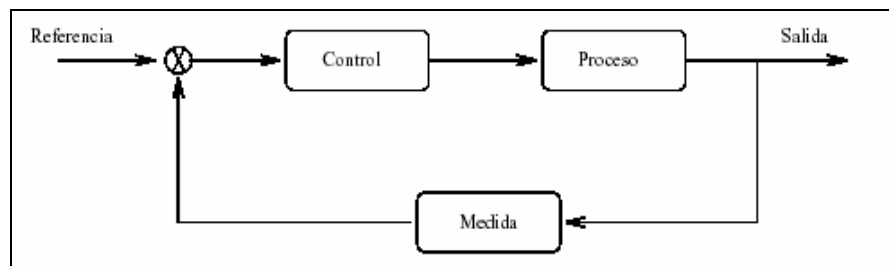 Referencia
Salida
Control
Proceso
Medida